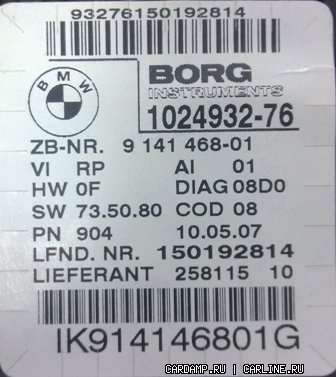 93276150192814
BMW
BORG
INSTRUMENTS
1024932-76
ZB-NR. 9 141 468-01
VI RP AI 01
HW 0F DIAG 08D0
SW 73.50.80 COD 08
PN 904 10.05.07
LFND. NR. 150192814
LIEFERANT 258115 10
IK914146801G
CARDAMP.RU | CARLINE.RU